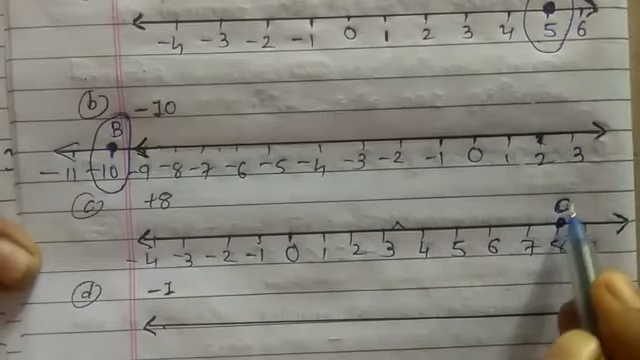 -4 -3 -2 -1 0 1 2 3 4 5 6
(b) -10
B
-11 -10 -9 -8 -7 -6 -5 -4 -3 -2 -1 0 1 2 3
(c) +8
C
-4 -3 -2 -1 0 1 2 3 4 5 6 7 8
(d) -1